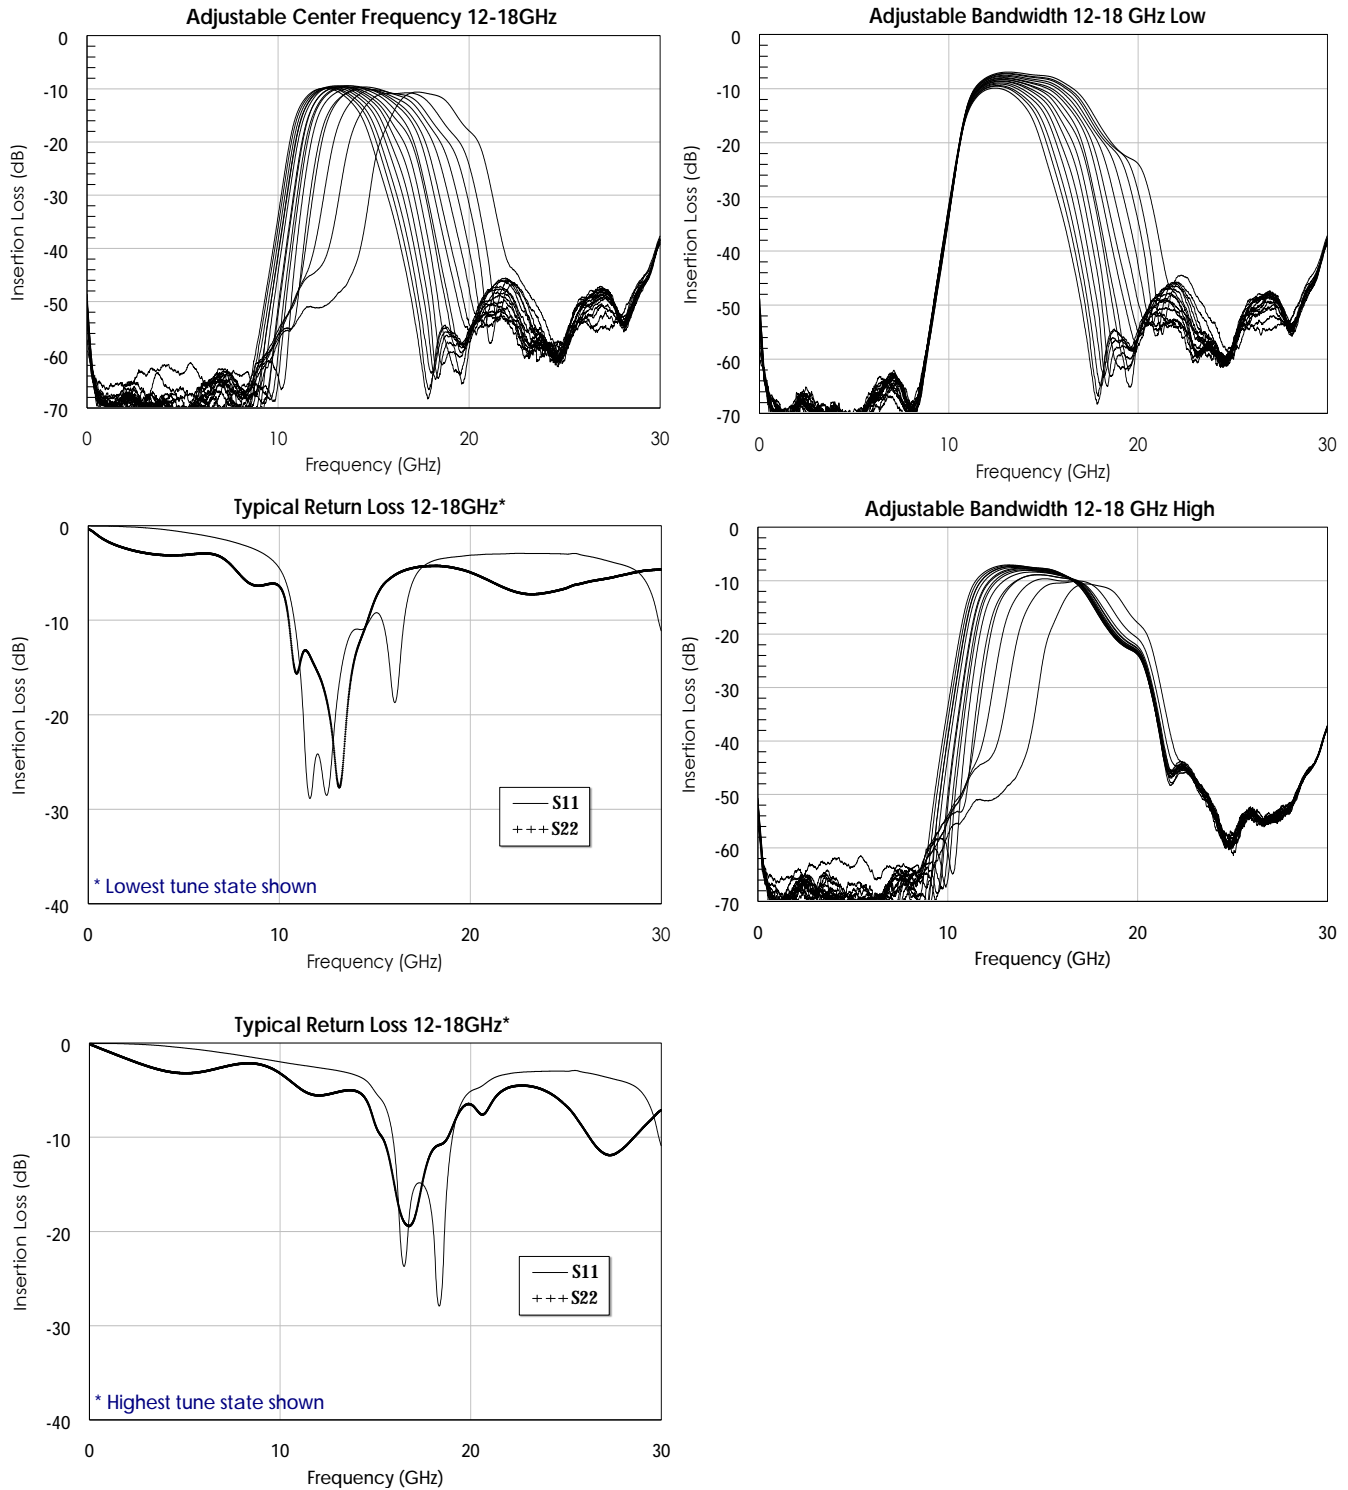 Adjustable Center Frequency 12-18GHz
0
-10
-20
-30
-40
-50
-60
-70
Insertion Loss (dB)
0
10
20
30
Frequency (GHz)
Adjustable Bandwidth 12-18 GHz Low
0
-10
-20
-30
-40
-50
-60
-70
Insertion Loss (dB)
0
10
20
30
Frequency (GHz)
Typical Return Loss 12-18GHz*
0
-10
-20
-30
-40
Insertion Loss (dB)
S11
+++S22
* Lowest tune state shown
0
10
20
30
Frequency (GHz)
Adjustable Bandwidth 12-18 GHz High
0
-10
-20
-30
-40
-50
-60
-70
Insertion Loss (dB)
0
10
20
30
Frequency (GHz)
Typical Return Loss 12-18GHz*
0
-10
-20
-30
-40
Insertion Loss (dB)
S11
+++S22
* Highest tune state shown
0
10
20
30
Frequency (GHz)